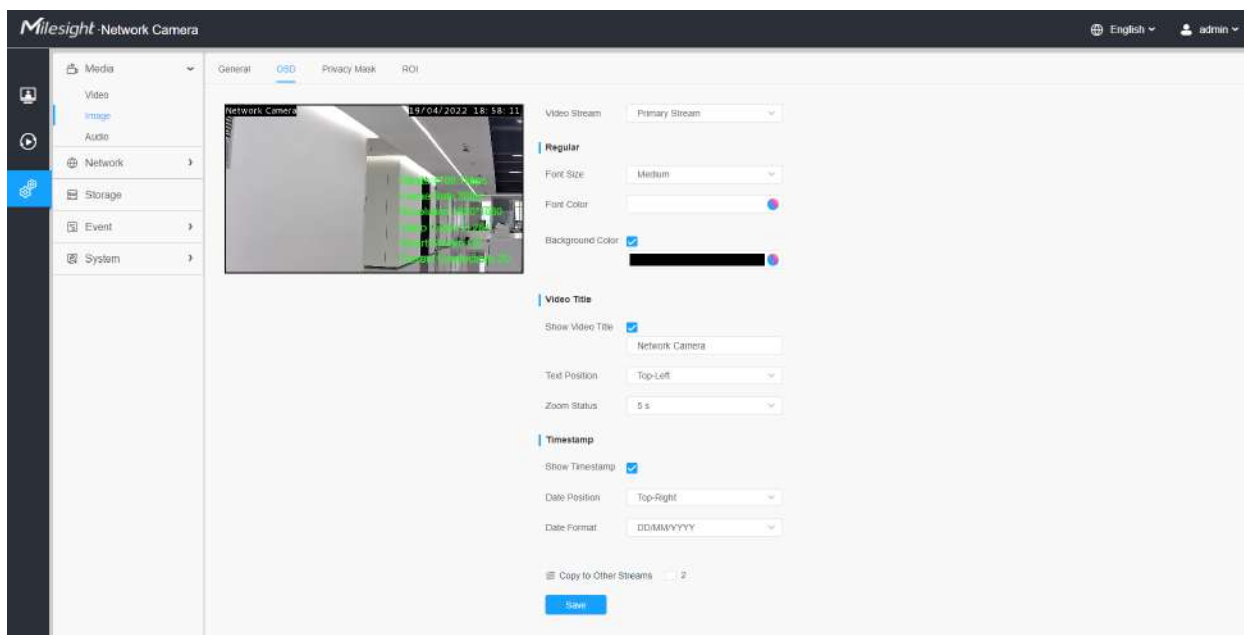 Milesight · Network Camera
English
admin
Media
Video
Image
Audio
Network
Storage
Event
System
General OSD Privacy Mask ROI
Network Camera 19/04/2022 18:58:11
Video Stream Primary Stream
Regular
Font Size Medium
Font Color
Background Color
Video Title
Show Video Title
Network Camera
Text Position Top-Left
Zoom Status 5 s
Timestamp
Show Timestamp
Date Position Top-Right
Date Format DD/MM/YYYY
Copy to Other Streams 2
Save